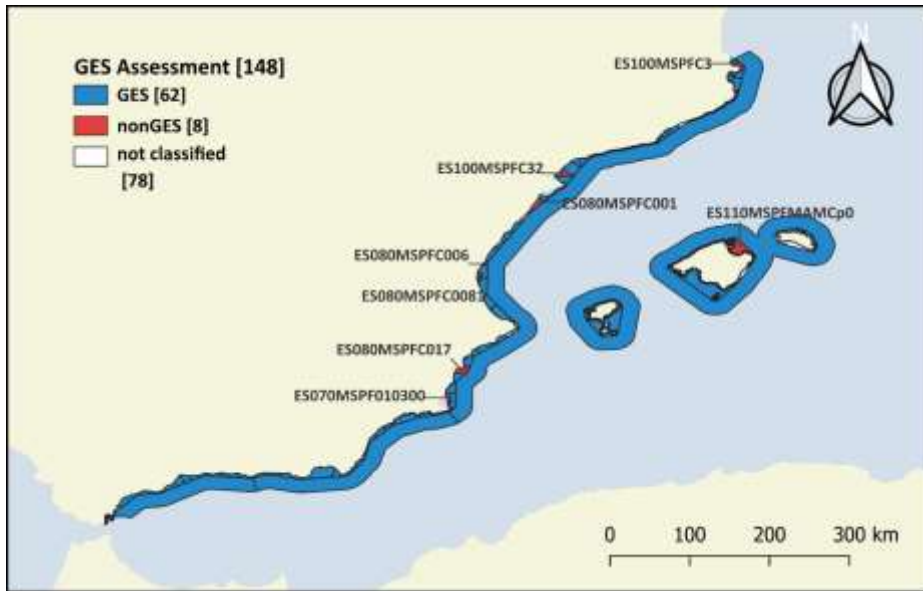 GES Assessment [148]
GES [62]
nonGES [8]
not classified
[78]
N
ES100MSPFC3
ES100MSPFC32
ES080MSPFC001
ES110MSPFMAMCp0
ES080MSPFC006
ES080MSPFC0081
ES080MSPFC017
ES070MSPF010300
0 100 200 300 km